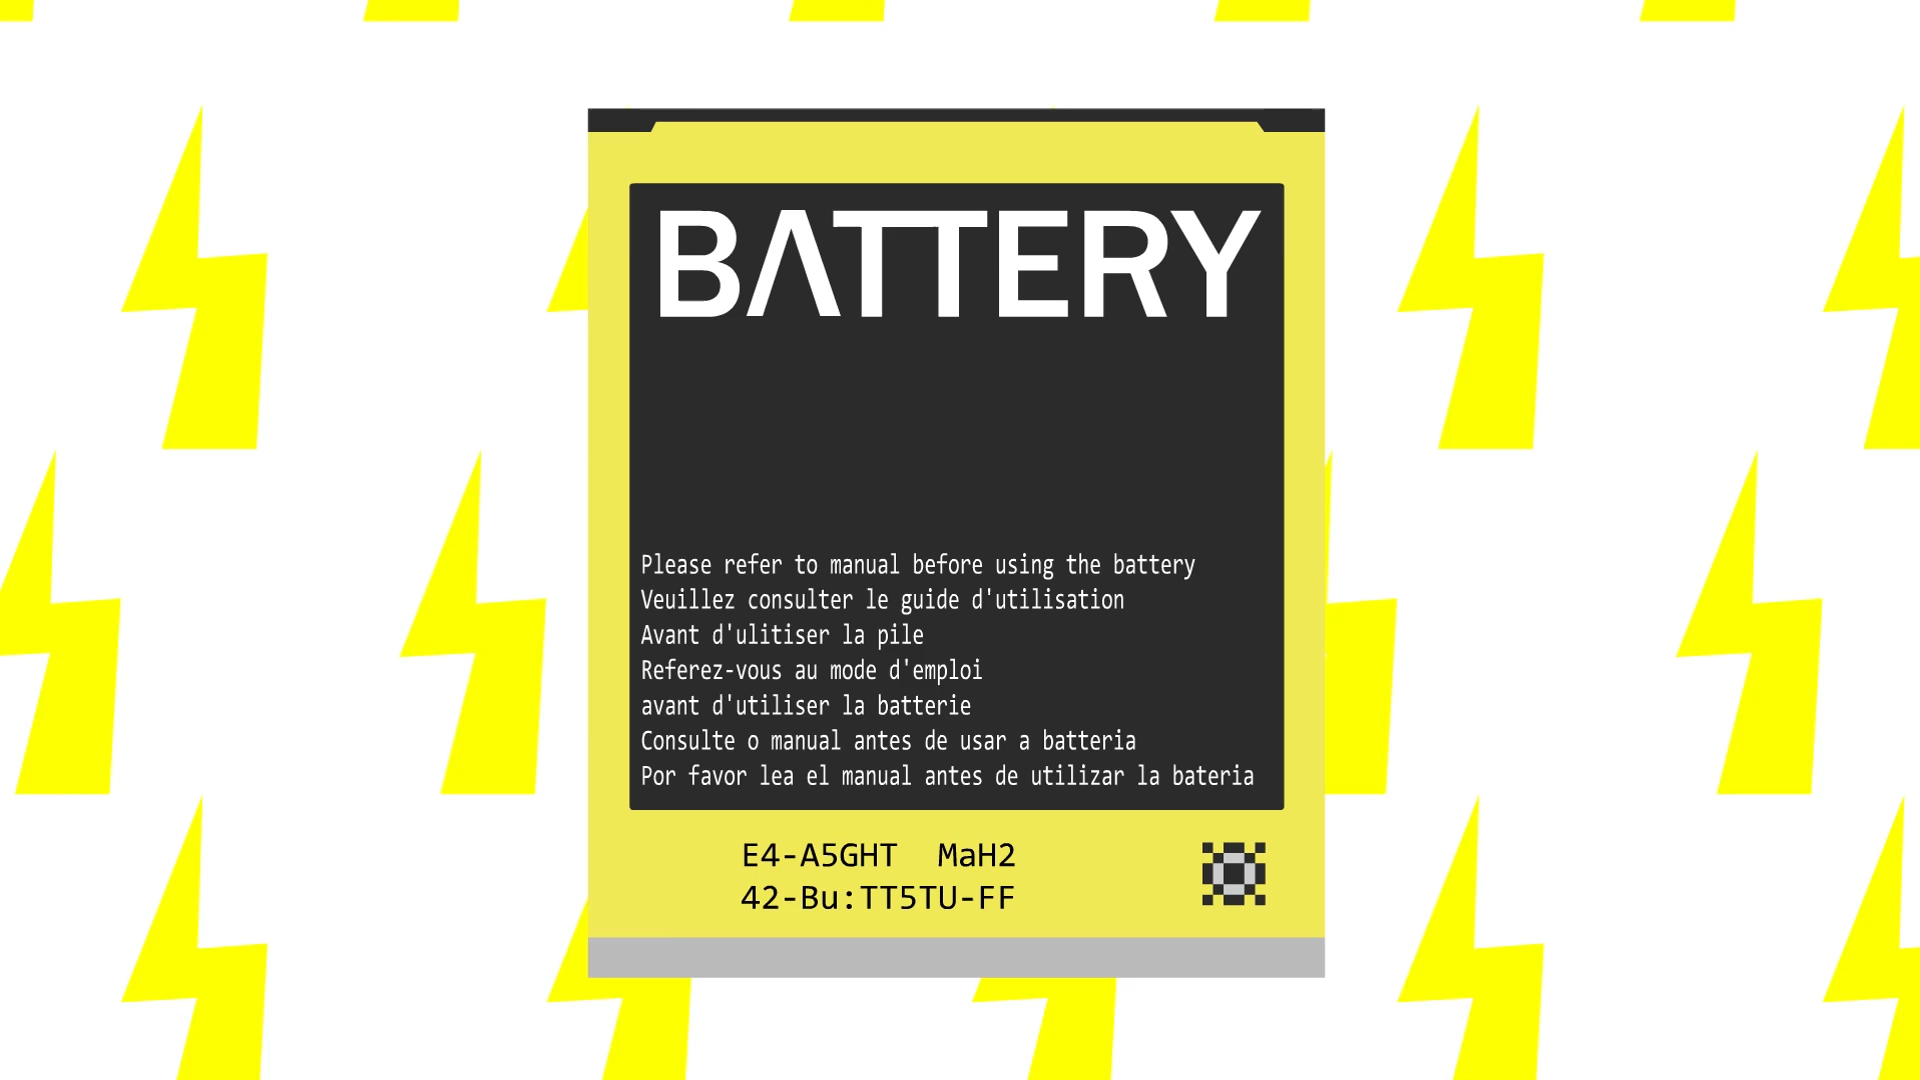 BATTERY
Please refer to manual before using the battery
Veuillez consulter le guide d'utilisation
Avant d'ulitiser la pile
Referez-vous au mode d'emploi
avant d'utiliser la batterie
Consulte o manual antes de usar a batteria
Por favor lea el manual antes de utilizar la bateria
E4-A5GHT  MaH2
42-Bu:TT5TU-FF